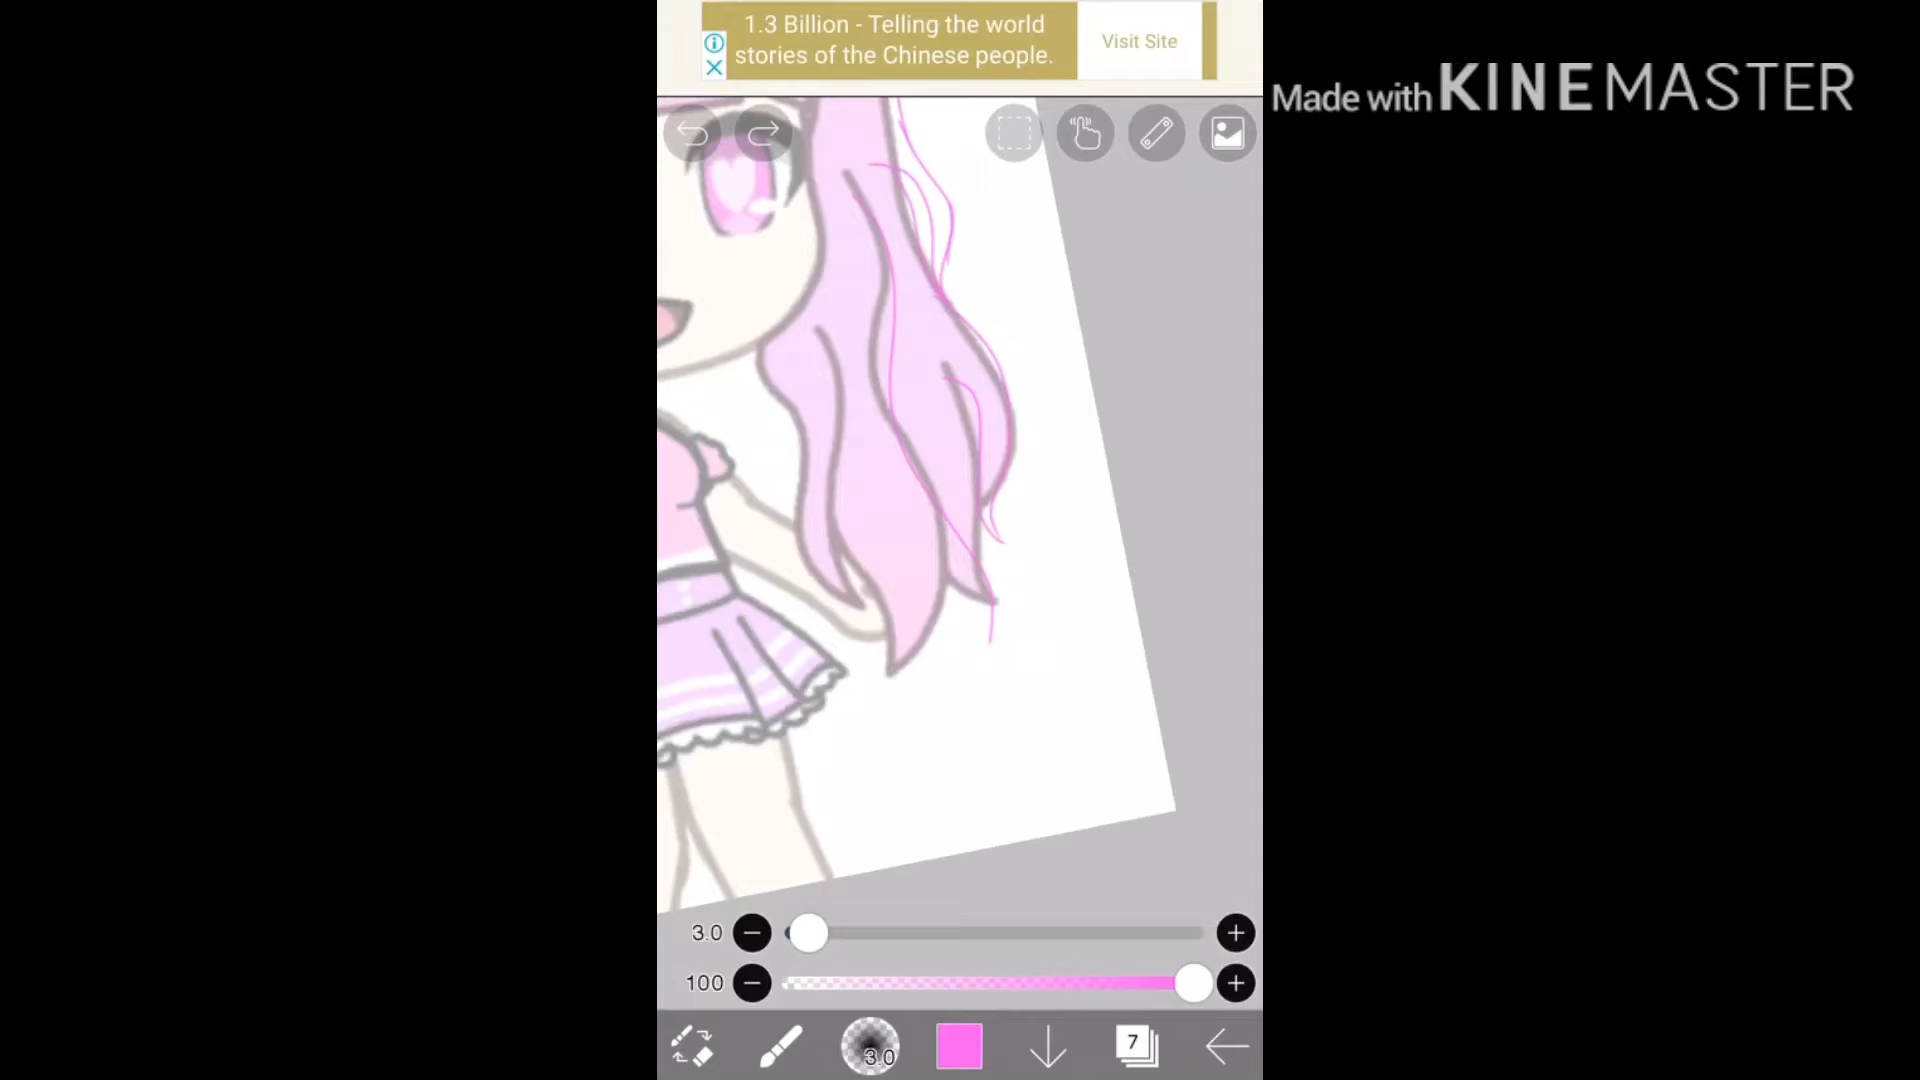 1.3 Billion - Telling the world
stories of the Chinese people.
Visit Site
Made with KINEMASTER
3.0
100
3.0
7